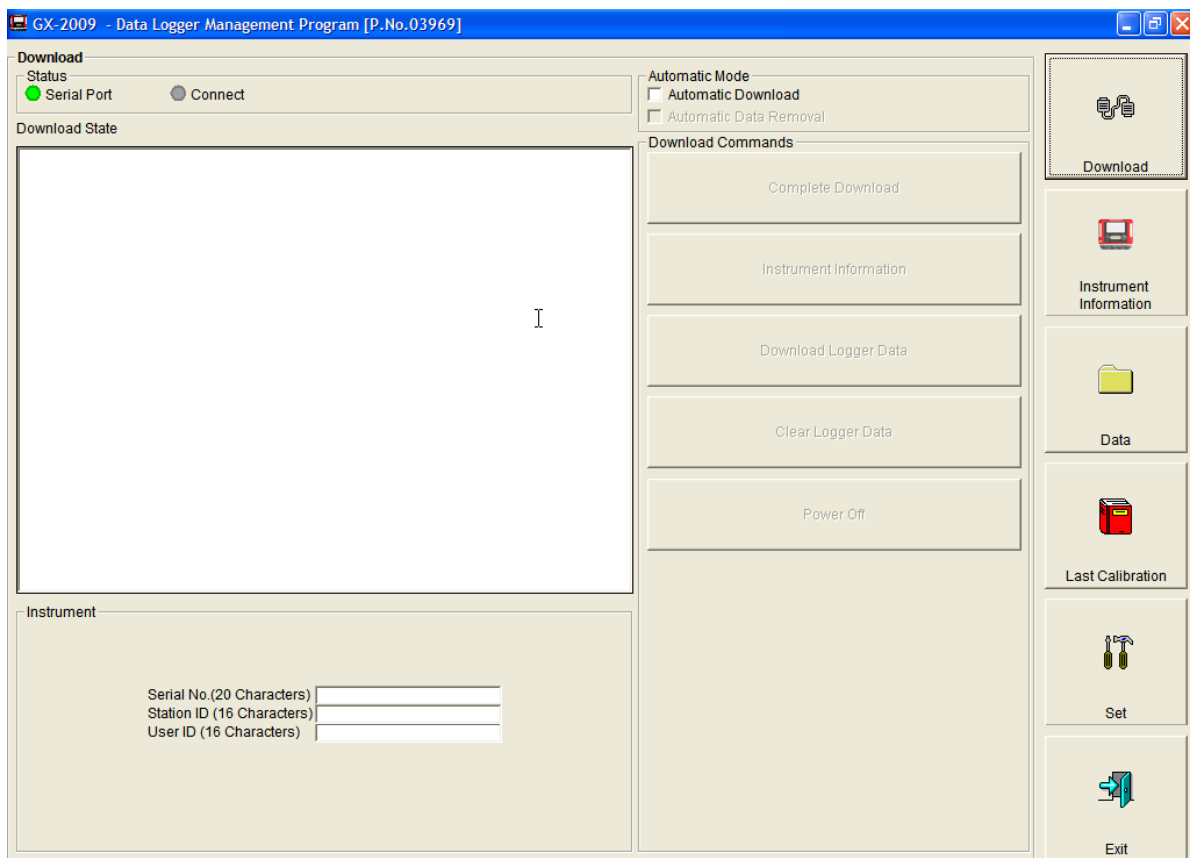 GX-2009 - Data Logger Management Program [P.No.03969]
Download
Status
Serial Port Connect
Download State
Automatic Mode
Automatic Download
Automatic Data Removal
Download Commands
Complete Download
Instrument Information
Download Logger Data
Clear Logger Data
Power Off
Instrument
Serial No.(20 Characters)
Station ID (16 Characters)
User ID (16 Characters)
Download
Instrument
Information
Data
Last Calibration
Set
Exit